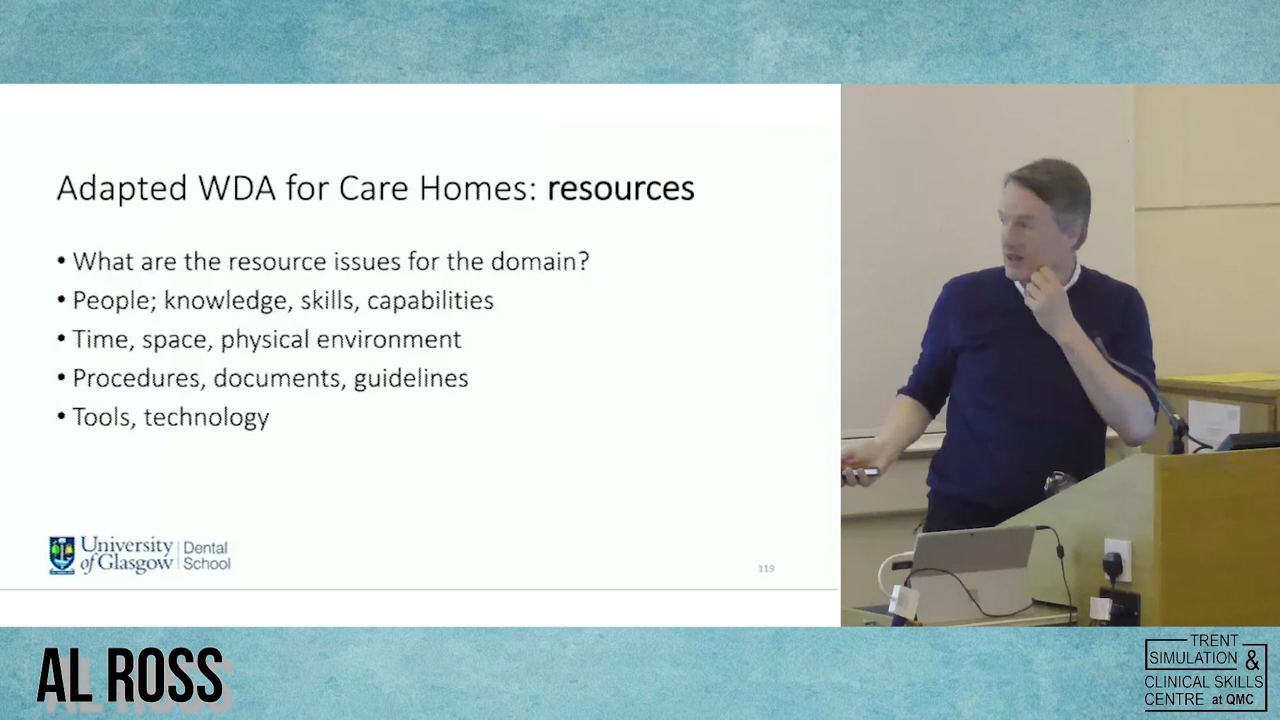 Adapted WDA for Care Homes: resources
• What are the resource issues for the domain?
• People; knowledge, skills, capabilities
• Time, space, physical environment
• Procedures, documents, guidelines
• Tools, technology
University of Glasgow
Dental School
119
AL ROSS
TRENT
SIMULATION &
CLINICAL SKILLS
CENTRE at QMC